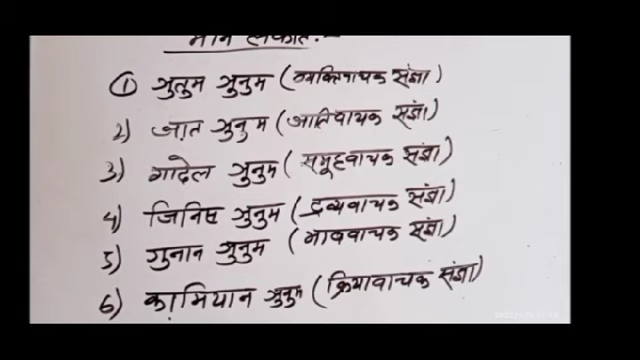 ① ञुतुम ञुनुम (व्यक्तिवाचक संज्ञा)
2) जा़त ञुनुम (जातिवाचक संज्ञा)
3) गादेल ञुनुम (समूहवाचक संज्ञा)
4) जिनिष ञुनुम (द्रव्यवाचक संज्ञा)
5) गुनान ञुनुम (भाववाचक संज्ञा)
6) का़मियान ञुनुम (क्रियावाचक संज्ञा)